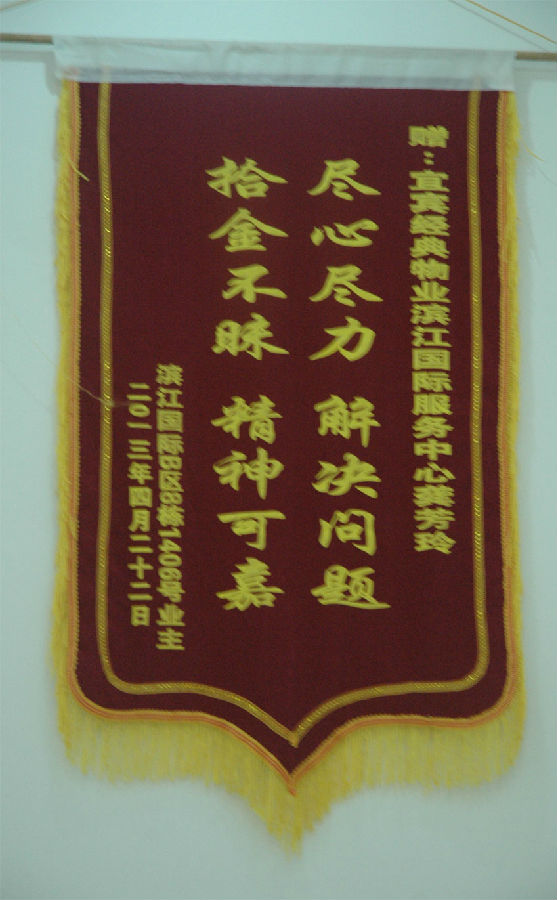 赠：宜宾经典物业滨江国际服务中心龚芳玲
尽心尽力 解决问题
拾金不昧 精神可嘉
滨江国际B区8栋1406号业主
二0一三年四月二十二日